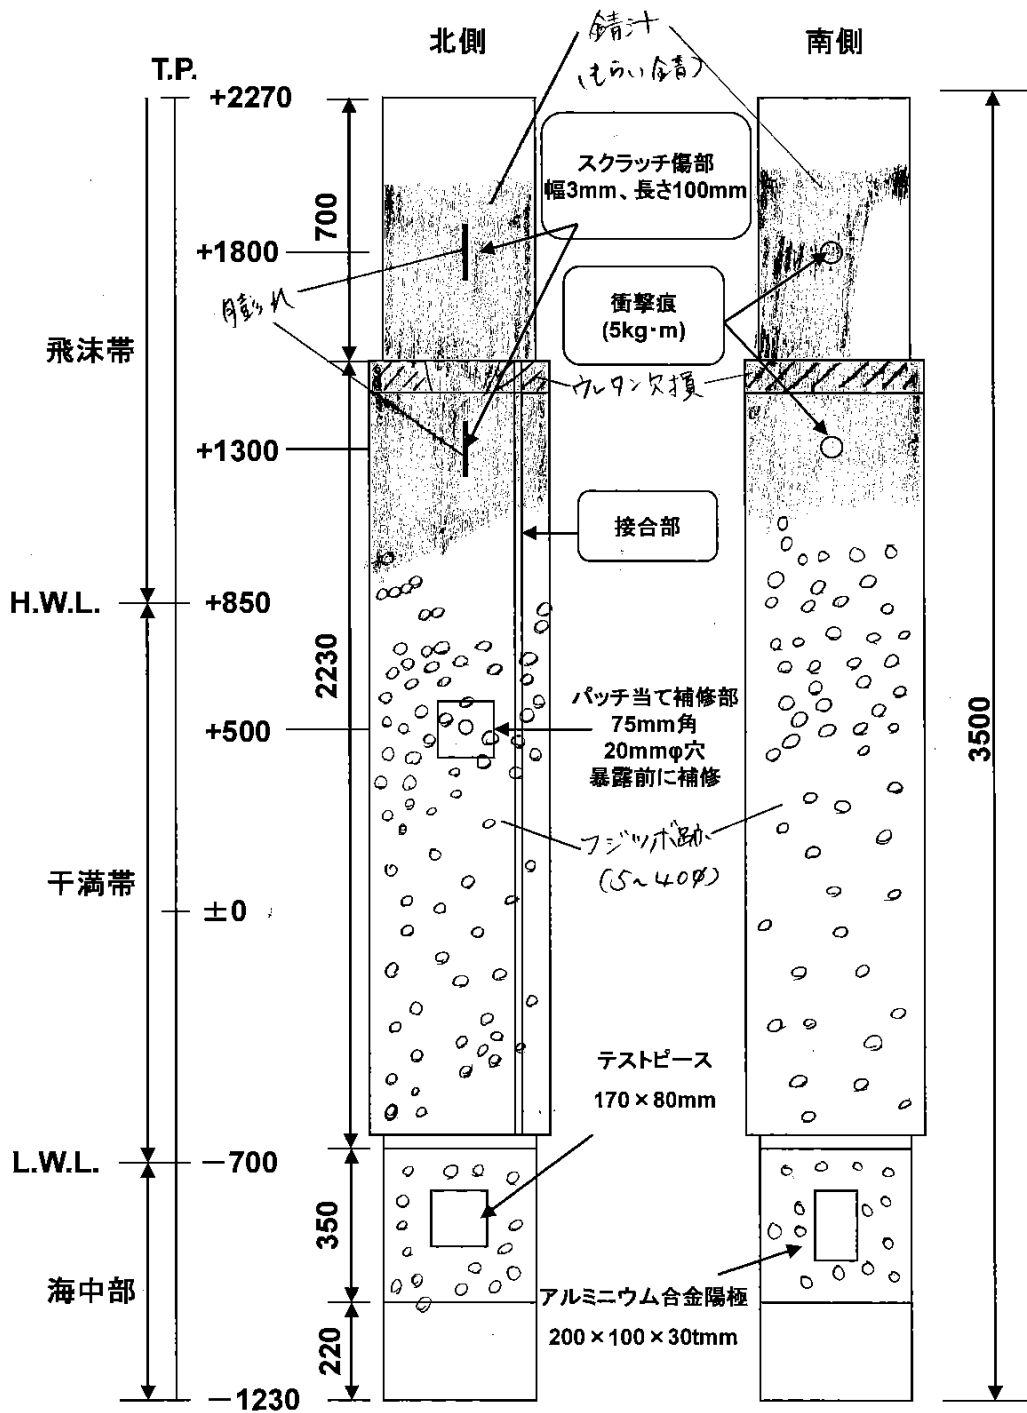 北側
錆汁
(もらい錆)
南側
T.P.
+2270
スクラッチ傷部
幅3mm、長さ100mm
700
+1800
膨れ
衝撃痕
(5kg・m)
飛沫帯
ウレタン欠損
+1300
接合部
H.W.L.
+850
2230
パッチ当て補修部
75mm角
20mmφ穴
暴露前に補修
+500
3500
フジツボ跡
(5～40φ)
干満帯
±0
テストピース
170×80mm
L.W.L.
－700
350
海中部
アルミニウム合金陽極
200×100×30tmm
220
－1230